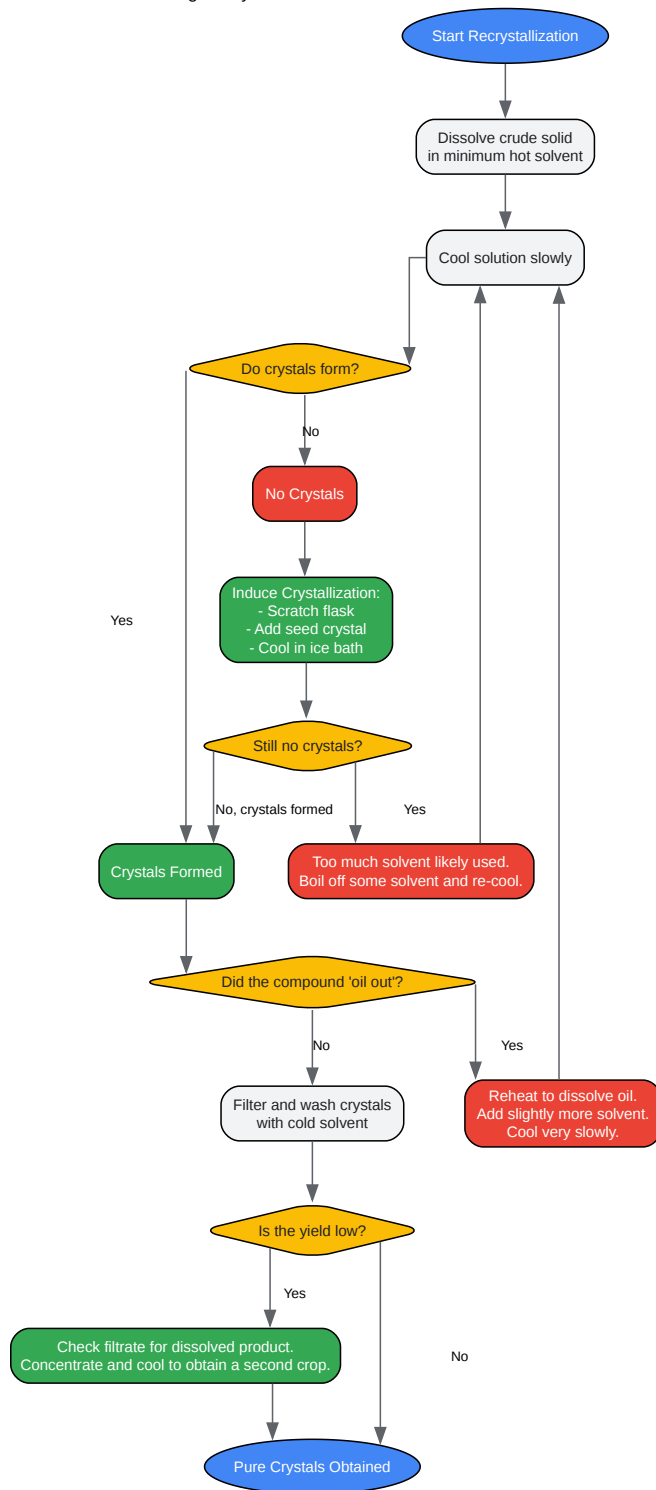 Start Recrystallization
Dissolve crude solid
in minimum hot solvent
Cool solution slowly
Do crystals form?
No
No Crystals
Induce Crystallization:
- Scratch flask
- Add seed crystal
- Cool in ice bath
Yes
Still no crystals?
No, crystals formed
Yes
Crystals Formed
Too much solvent likely used.
Boil off some solvent and re-cool.
Did the compound 'oil out'?
No
Yes
Filter and wash crystals
with cold solvent
Reheat to dissolve oil.
Add slightly more solvent.
Cool very slowly.
Is the yield low?
Yes
Check filtrate for dissolved product.
Concentrate and cool to obtain a second crop.
No
Pure Crystals Obtained